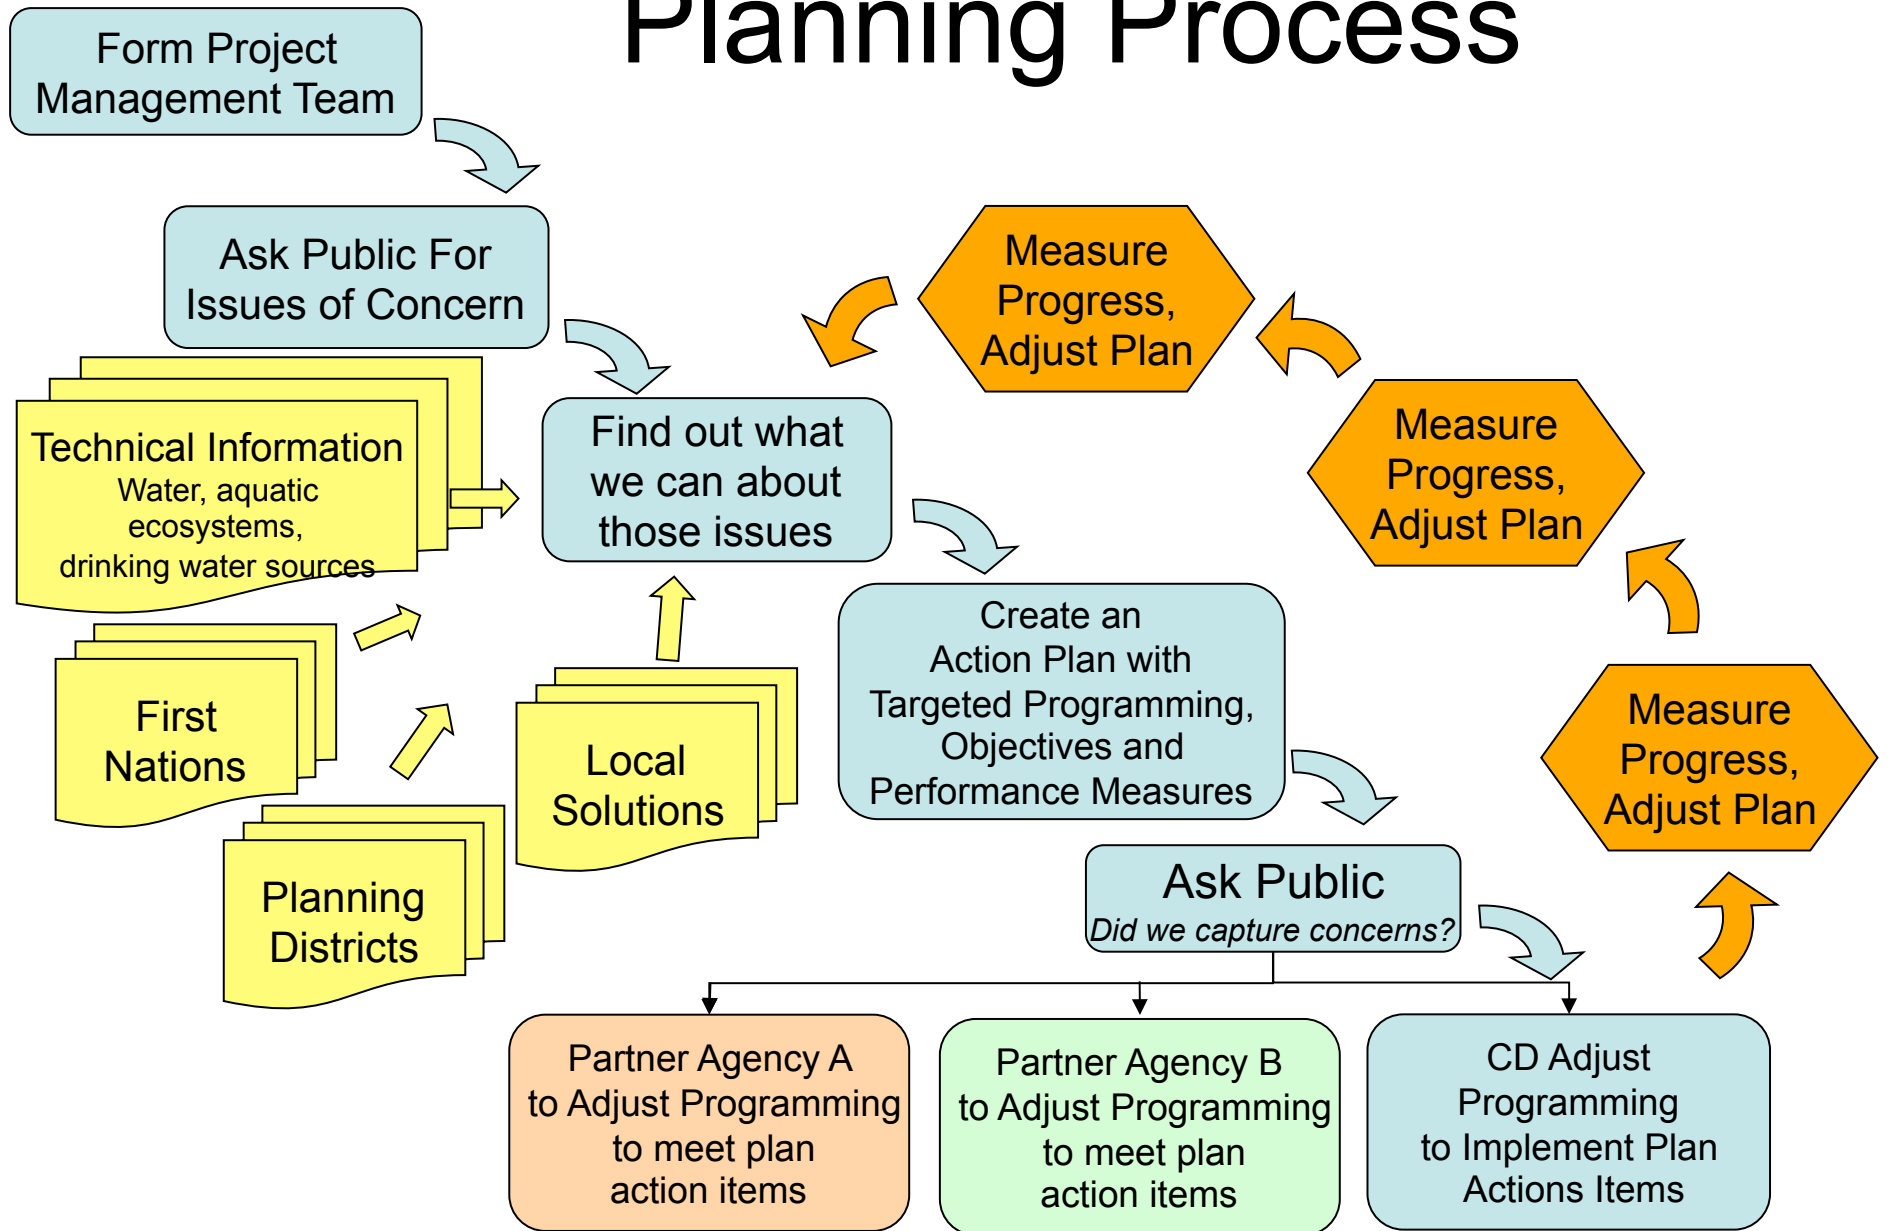 Planning Process
Form Project
Management Team
Ask Public For
Issues of Concern
Measure
Progress,
Adjust Plan
Technical Information
Water, aquatic
ecosystems,
drinking water sources
Find out what
we can about
those issues
Measure
Progress,
Adjust Plan
First
Nations
Local
Solutions
Planning
Districts
Create an
Action Plan with
Targeted Programming,
Objectives and
Performance Measures
Measure
Progress,
Adjust Plan
Ask Public
Did we capture concerns?
Partner Agency A
to Adjust Programming
to meet plan
action items
Partner Agency B
to Adjust Programming
to meet plan
action items
CD Adjust
Programming
to Implement Plan
Actions Items